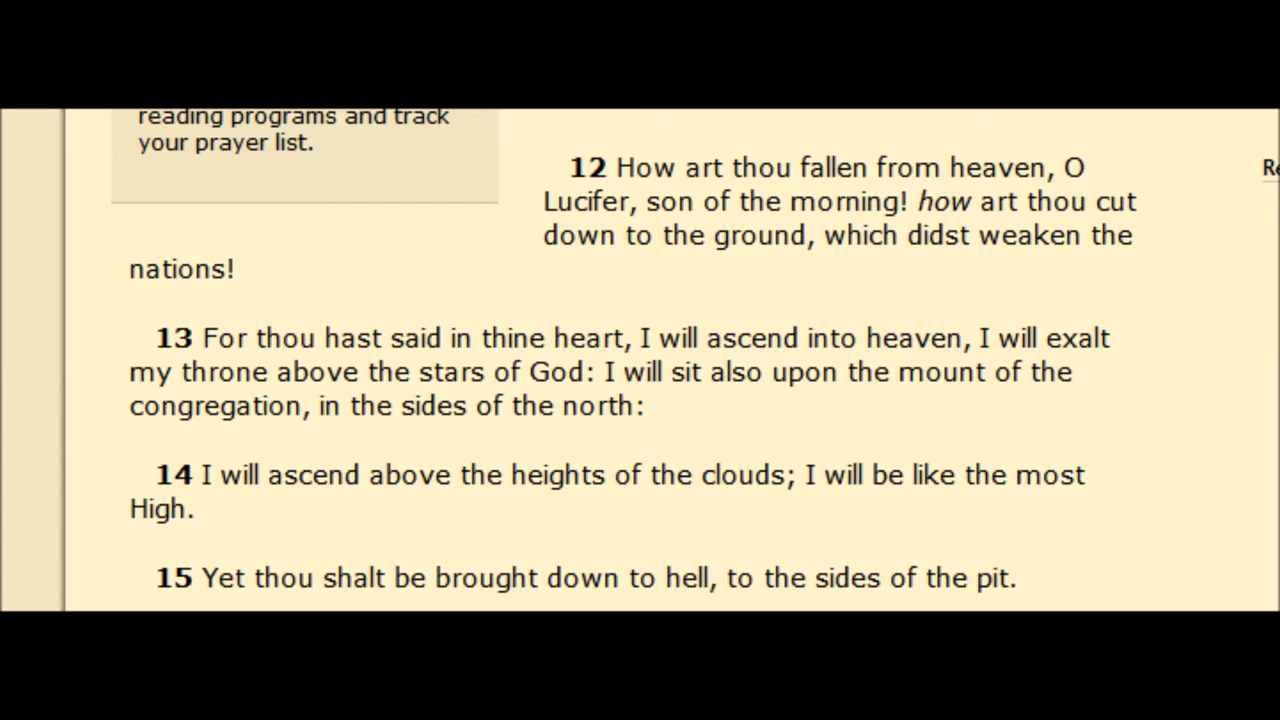 reading programs and track
your prayer list.
12 How art thou fallen from heaven, O
Lucifer, son of the morning! how art thou cut
down to the ground, which didst weaken the
nations!
13 For thou hast said in thine heart, I will ascend into heaven, I will exalt
my throne above the stars of God: I will sit also upon the mount of the
congregation, in the sides of the north:
14 I will ascend above the heights of the clouds; I will be like the most
High.
15 Yet thou shalt be brought down to hell, to the sides of the pit.